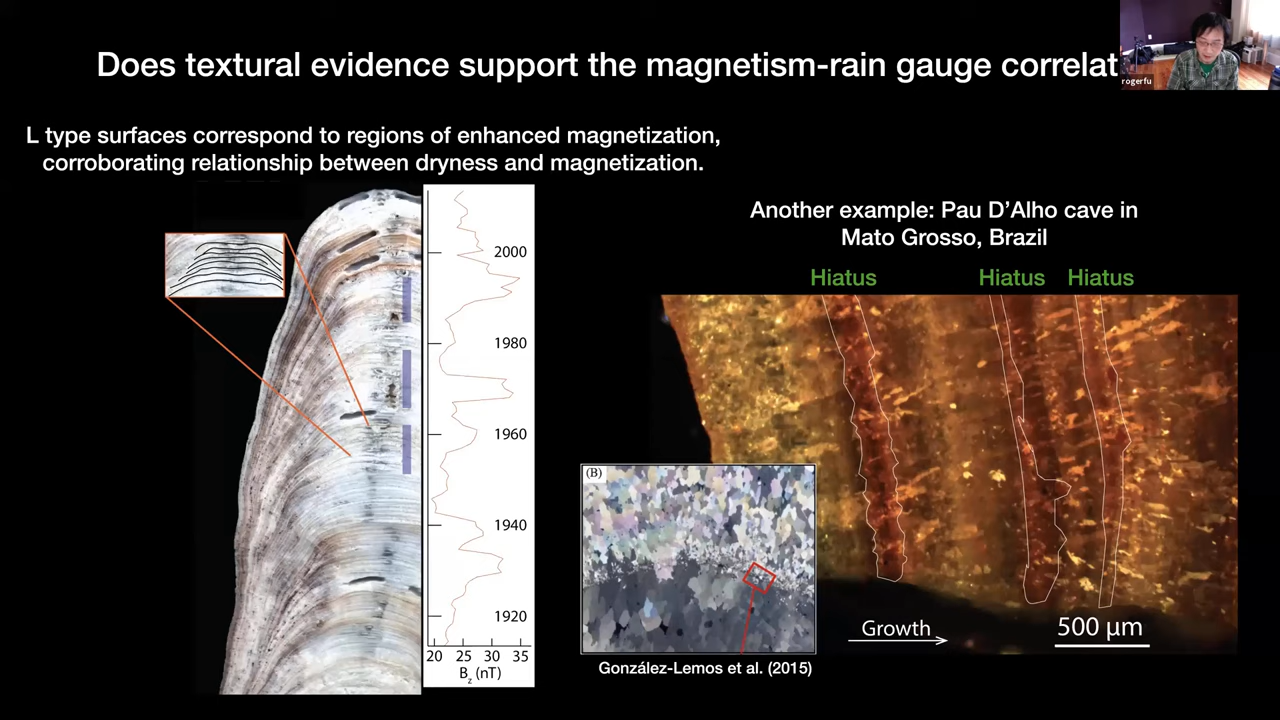 Does textural evidence support the magnetism-rain gauge correlat
rogerfu
L type surfaces correspond to regions of enhanced magnetization,
corroborating relationship between dryness and magnetization.
Another example: Pau D'Alho cave in
Mato Grosso, Brazil
Hiatus Hiatus Hiatus
2000
1980
1960
1940
1920
20 25 30 35
Bz (nT)
(B)
Growth
500 μm
González-Lemos et al. (2015)